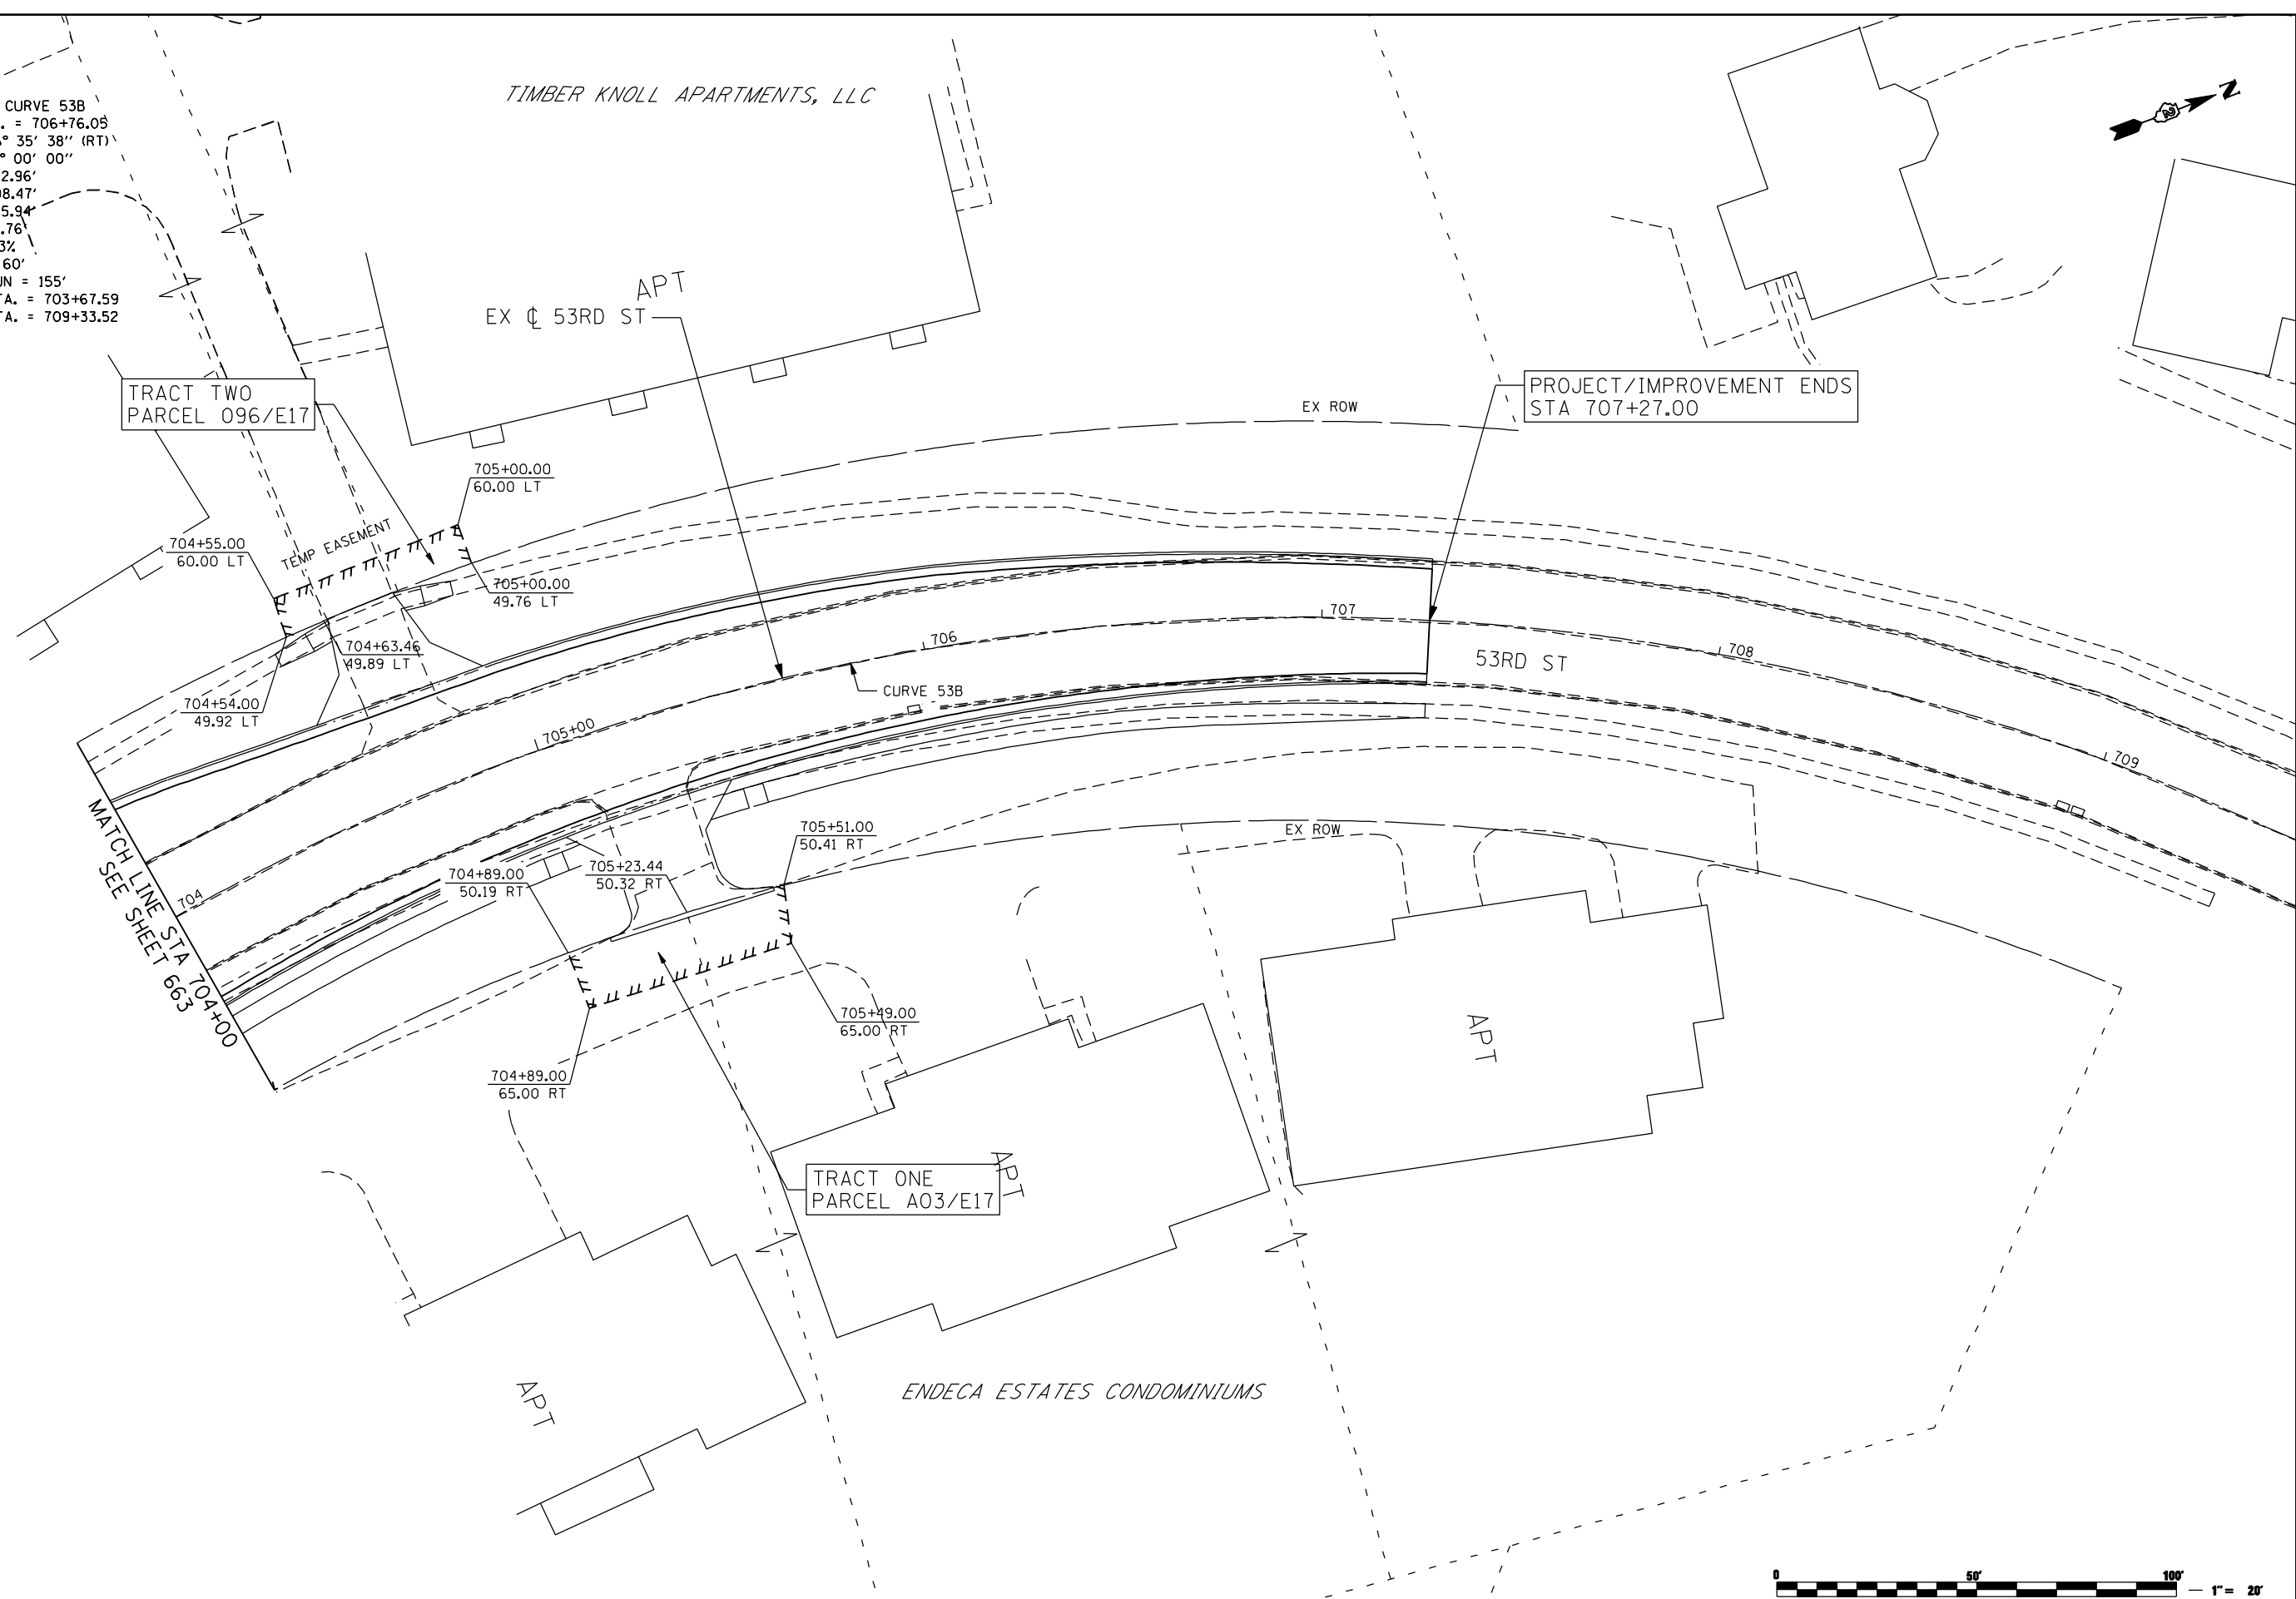 CURVE 53B
. = 706+76.05
° 35' 38'' (RT)
° 00' 00''
2.96'
8.47'
5.94'
.76'
3%
60'
UN = 155'
TA. = 703+67.59
TA. = 709+33.52
TIMBER KNOLL APARTMENTS, LLC
N
APT
EX ℄ 53RD ST
TRACT TWO
PARCEL 096/E17
PROJECT/IMPROVEMENT ENDS
STA 707+27.00
EX ROW
705+00.00
60.00 LT
704+55.00
60.00 LT
TEMP EASEMENT
705+00.00
49.76 LT
704+63.46
49.89 LT
704+54.00
49.92 LT
704
705+00
706
707
708
709
CURVE 53B
53RD ST
MATCH LINE STA 704+00
SEE SHEET 663
705+51.00
50.41 RT
EX ROW
704+89.00
50.19 RT
705+23.44
50.32 RT
705+49.00
65.00 RT
704+89.00
65.00 RT
APT
TRACT ONE
PARCEL A03/E17
APT
APT
ENDECA ESTATES CONDOMINIUMS
0 50' 100'
1" = 20'